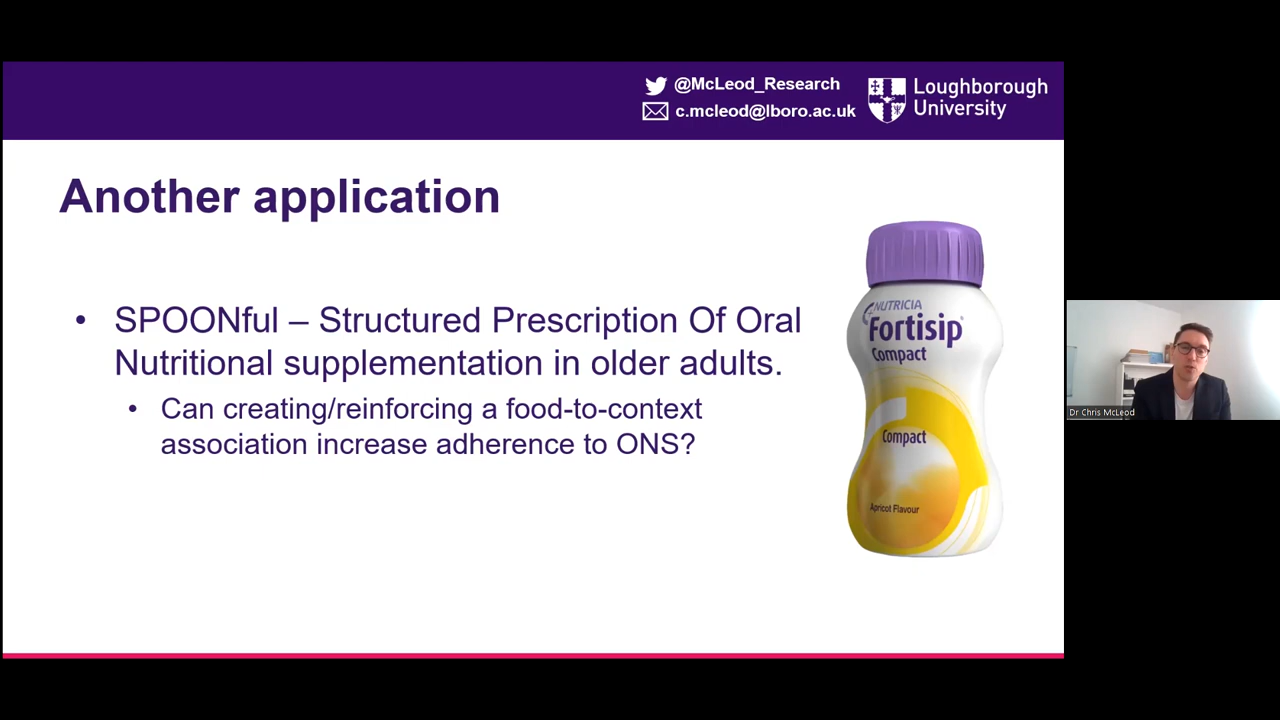 @McLeod_Research
c.mcleod@lboro.ac.uk
Loughborough
University
Another application
• SPOONful – Structured Prescription Of Oral
Nutritional supplementation in older adults.
• Can creating/reinforcing a food-to-context
association increase adherence to ONS?
NUTRICIA
Fortisip
Compact
Compact
Apricot Flavour
Dr Chris McLeod